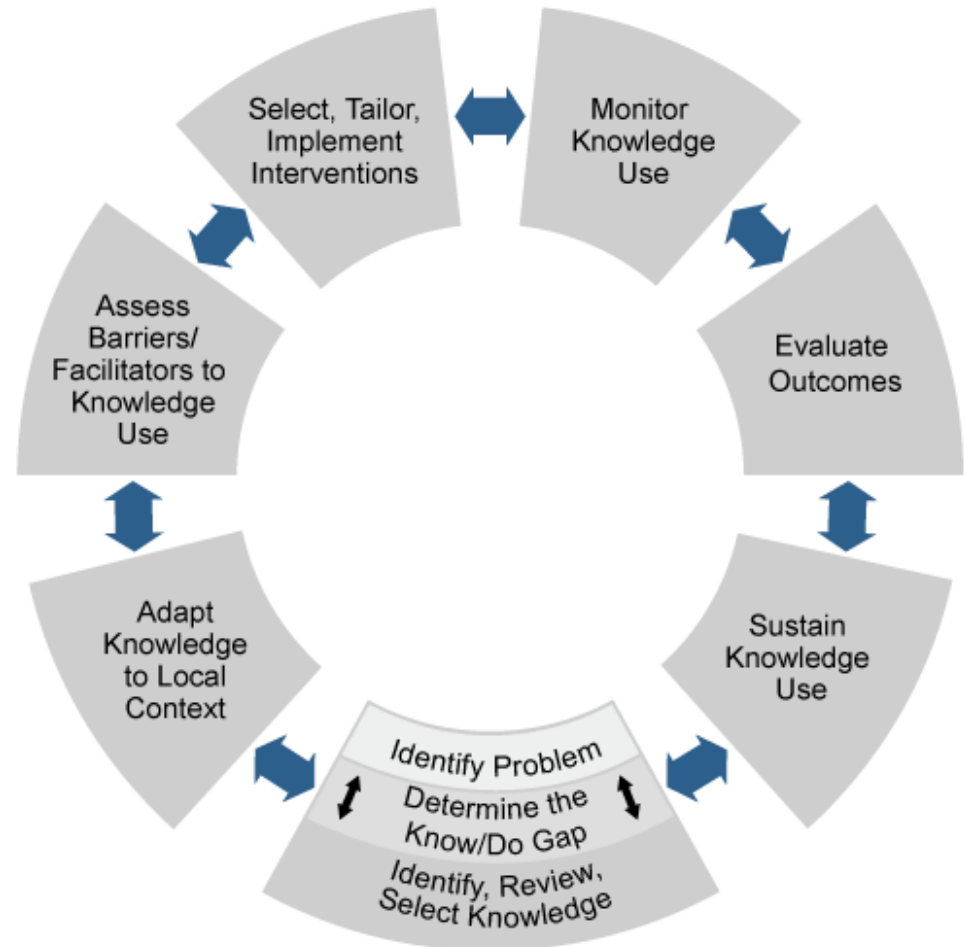 Select, Tailor,
Implement
Interventions
Monitor
Knowledge
Use
Assess
Barriers/
Facilitators to
Knowledge
Use
Evaluate
Outcomes
Adapt
Knowledge
to Local
Context
Sustain
Knowledge
Use
Identify Problem
Determine the
Know/Do Gap
Identify, Review,
Select Knowledge